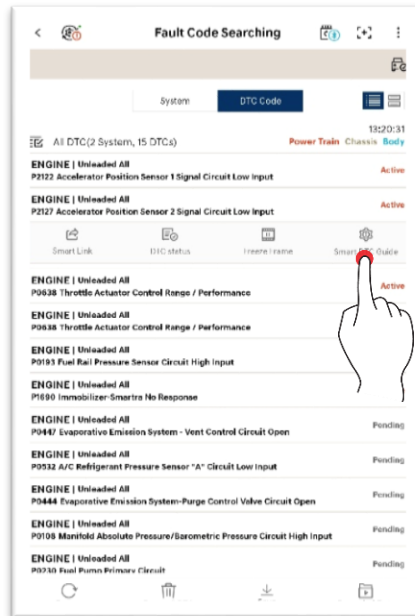 Fault Code Searching
System
DTC Code
13:20:31
All DTC(2 System, 15 DTCs)
Power Train Chassis Body
ENGINE | Unleaded All
P2122 Accelerator Position Sensor 1 Signal Circuit Low Input
Active
ENGINE | Unleaded All
P2127 Accelerator Position Sensor 2 Signal Circuit Low Input
Active
Smart Link
DTC status
Freeze Frame
Smart DTC Guide
ENGINE | Unleaded All
P0638 Throttle Actuator Control Range / Performance
Active
ENGINE | Unleaded All
P0638 Throttle Actuator Control Range / Performance
ENGINE | Unleaded All
P0193 Fuel Rail Pressure Sensor Circuit High Input
ENGINE | Unleaded All
P1690 Immobilizer-Smartra No Response
ENGINE | Unleaded All
P0447 Evaporative Emission System - Vent Control Circuit Open
Pending
ENGINE | Unleaded All
P0532 A/C Refrigerant Pressure Sensor "A" Circuit Low Input
Pending
ENGINE | Unleaded All
P0444 Evaporative Emission System-Purge Control Valve Circuit Open
Pending
ENGINE | Unleaded All
P0108 Manifold Absolute Pressure/Barometric Pressure Circuit High Input
Pending
ENGINE | Unleaded All
P0230 Fuel Pump Primary Circuit
Pending